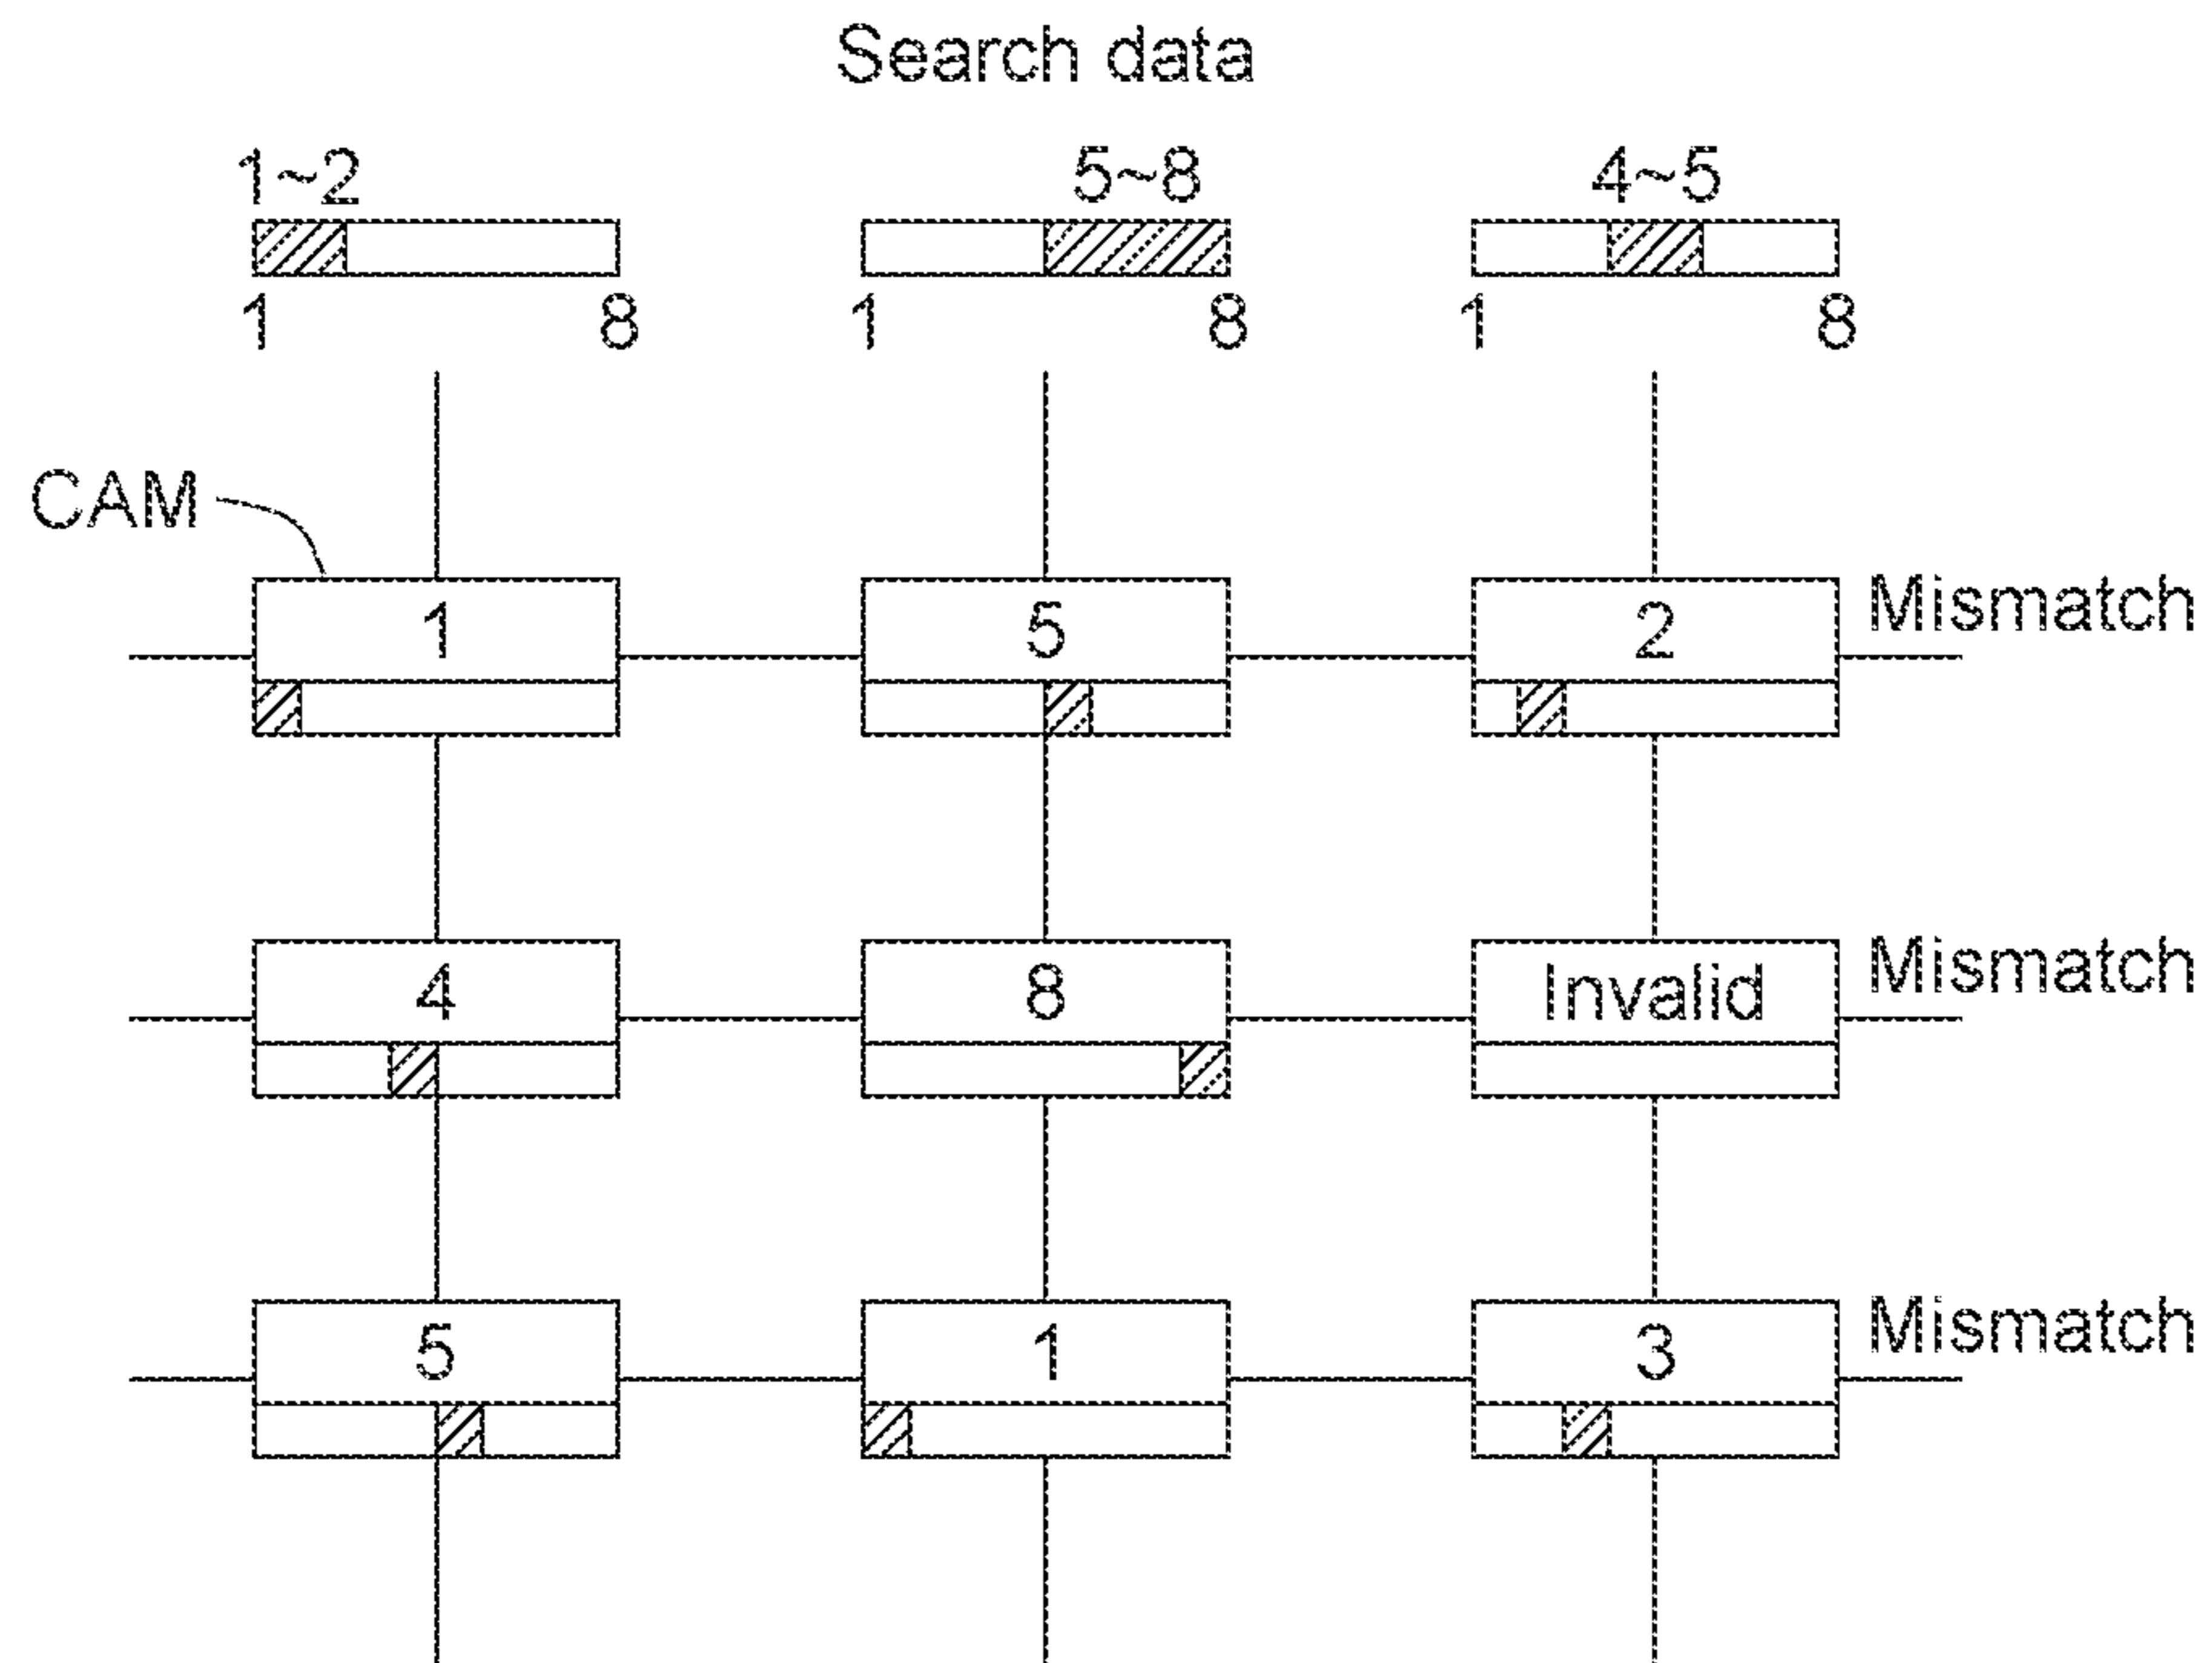 Search data
1~2 5~8 4~5
1 8 1 8 1 8
CAM
1 5 2 Mismatch
4 8 Invalid Mismatch
5 1 3 Mismatch